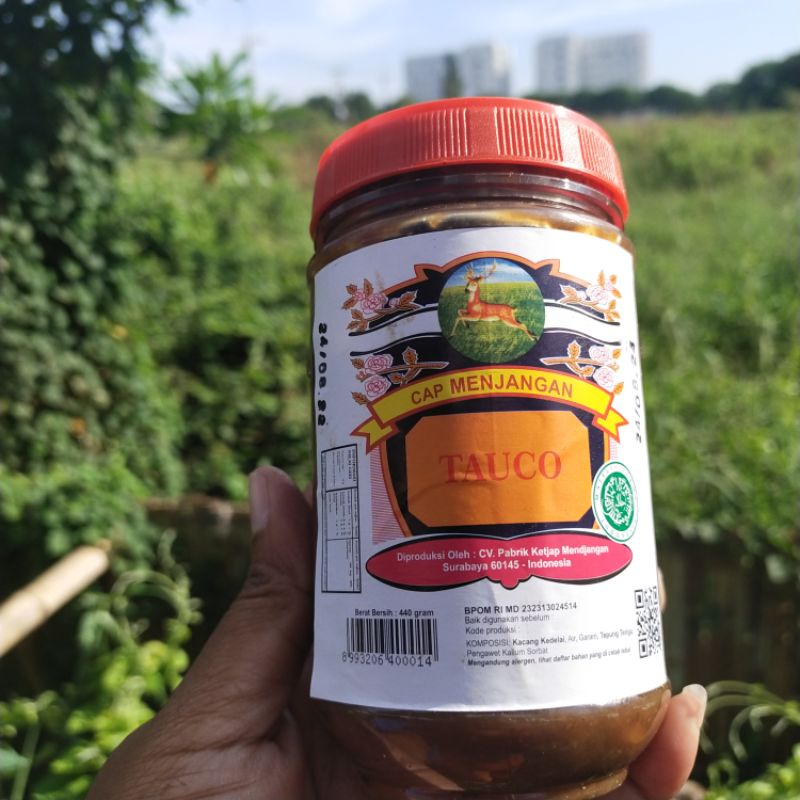 CAP MENJANGAN
TAUCO
Diproduksi Oleh : CV. Pabrik Ketjap Mendjangan
Surabaya 60145 - Indonesia
24/08.22
24/08.23
Berat Bersih : 440 gram
8993206400014
BPOM RI MD 232313024514
Baik digunakan sebelum :
Kode produksi :
KOMPOSISI: Kacang Kedelai, Air, Garam, Tepung Terigu
Pengawet Kalium Sorbat
Mengandung alergen, lihat daftar bahan yang di cetak tebal